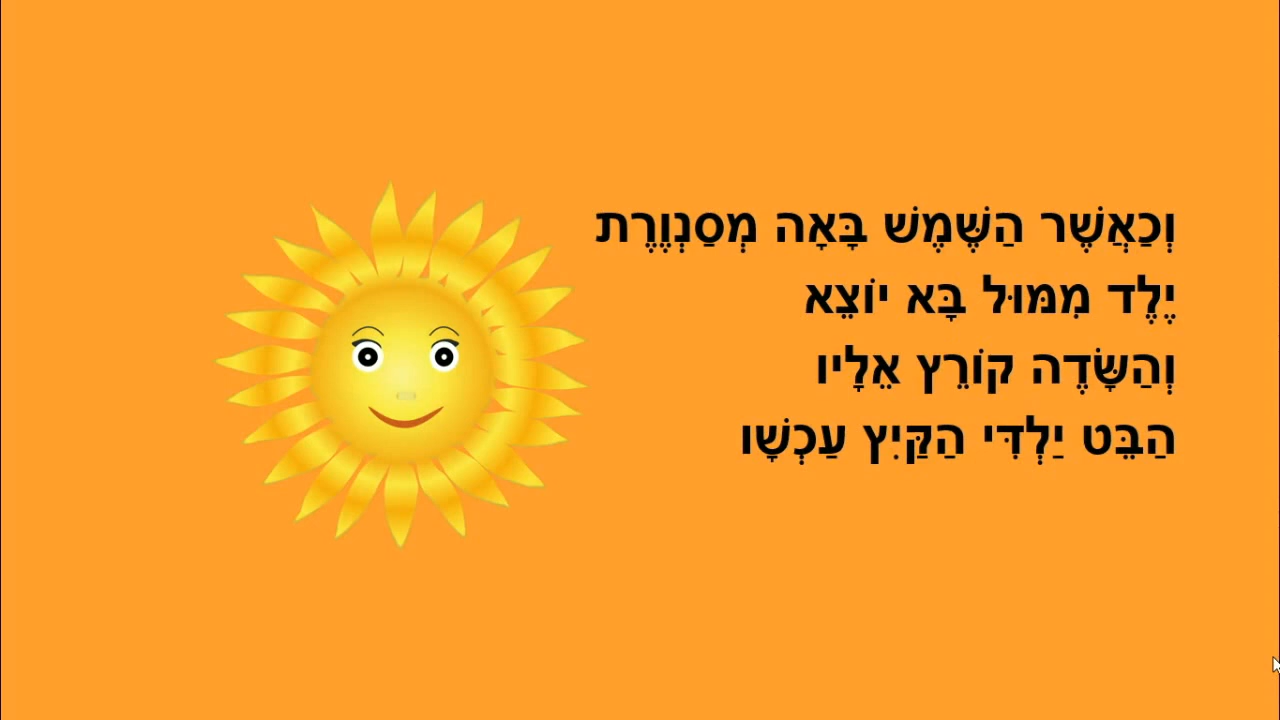 וְכַאֲשֶׁר הַשֶּׁמֶשׁ בָּאָה מְסַנְוֶרֶת
יֶלֶד מִמּוּל בָּא יוֹצֵא
וְהַשָּׂדֶה קוֹרֵץ אֵלָיו
הַבֵּט יַלְדִּי הַקַּיִץ עַכְשָׁו